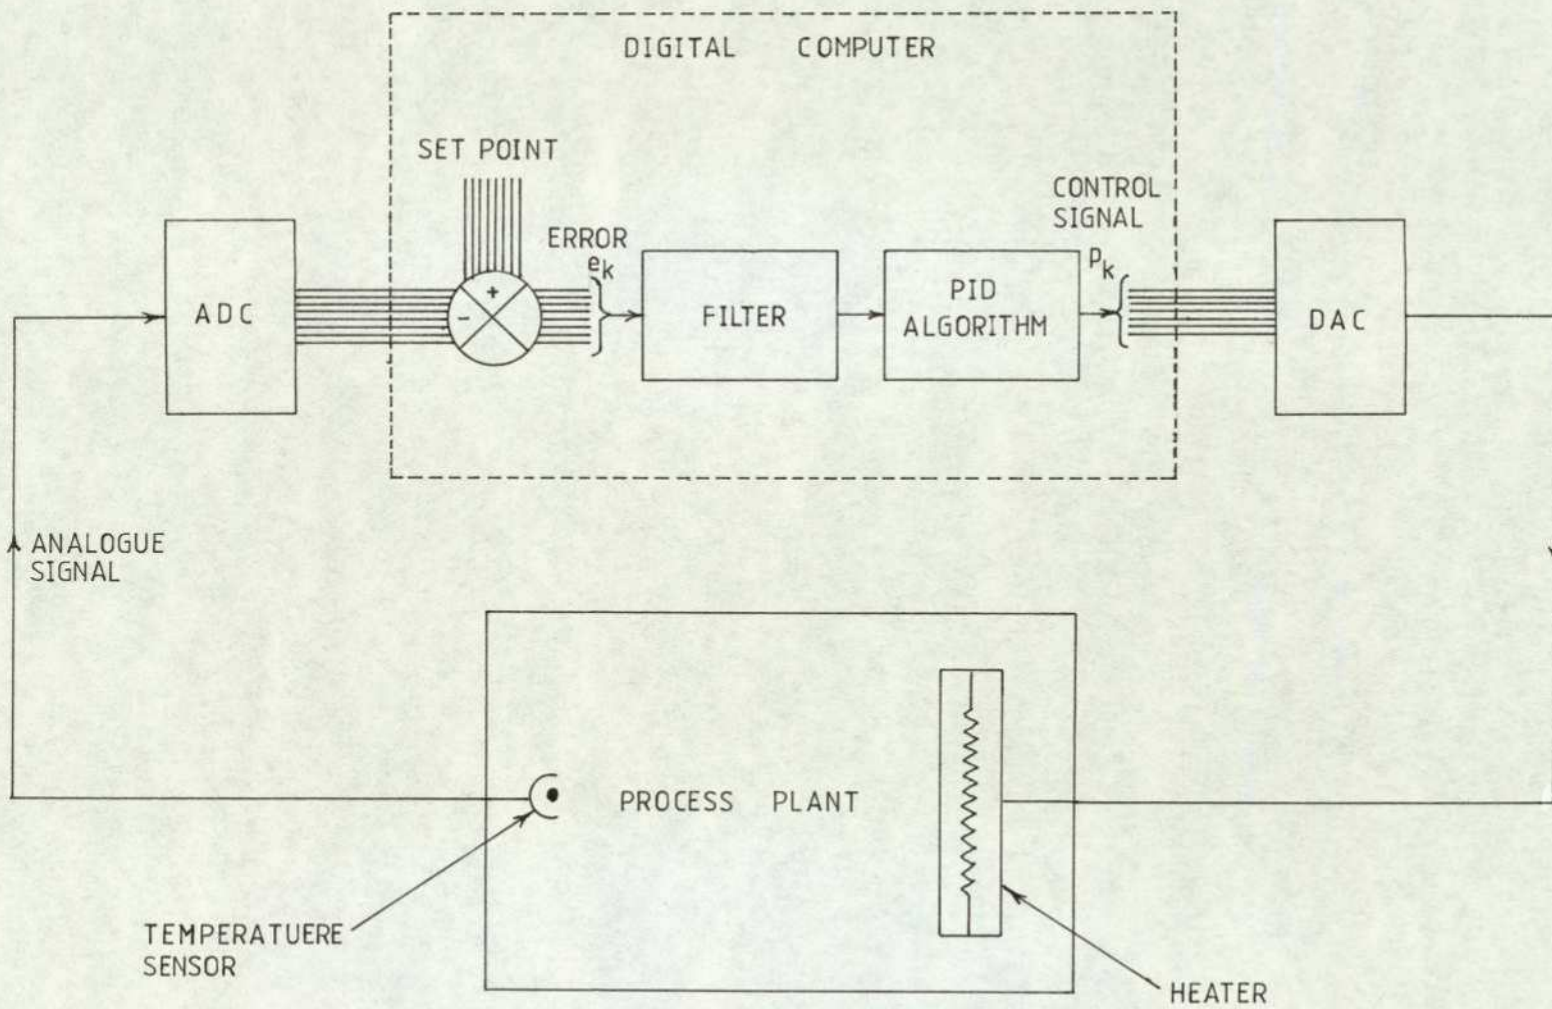 DIGITAL COMPUTER
SET POINT
CONTROL
SIGNAL
ERROR
e_k
P_k
+
-
ADC
FILTER
PID
ALGORITHM
DAC
ANALOGUE
SIGNAL
PROCESS PLANT
TEMPERATUERE
SENSOR
HEATER